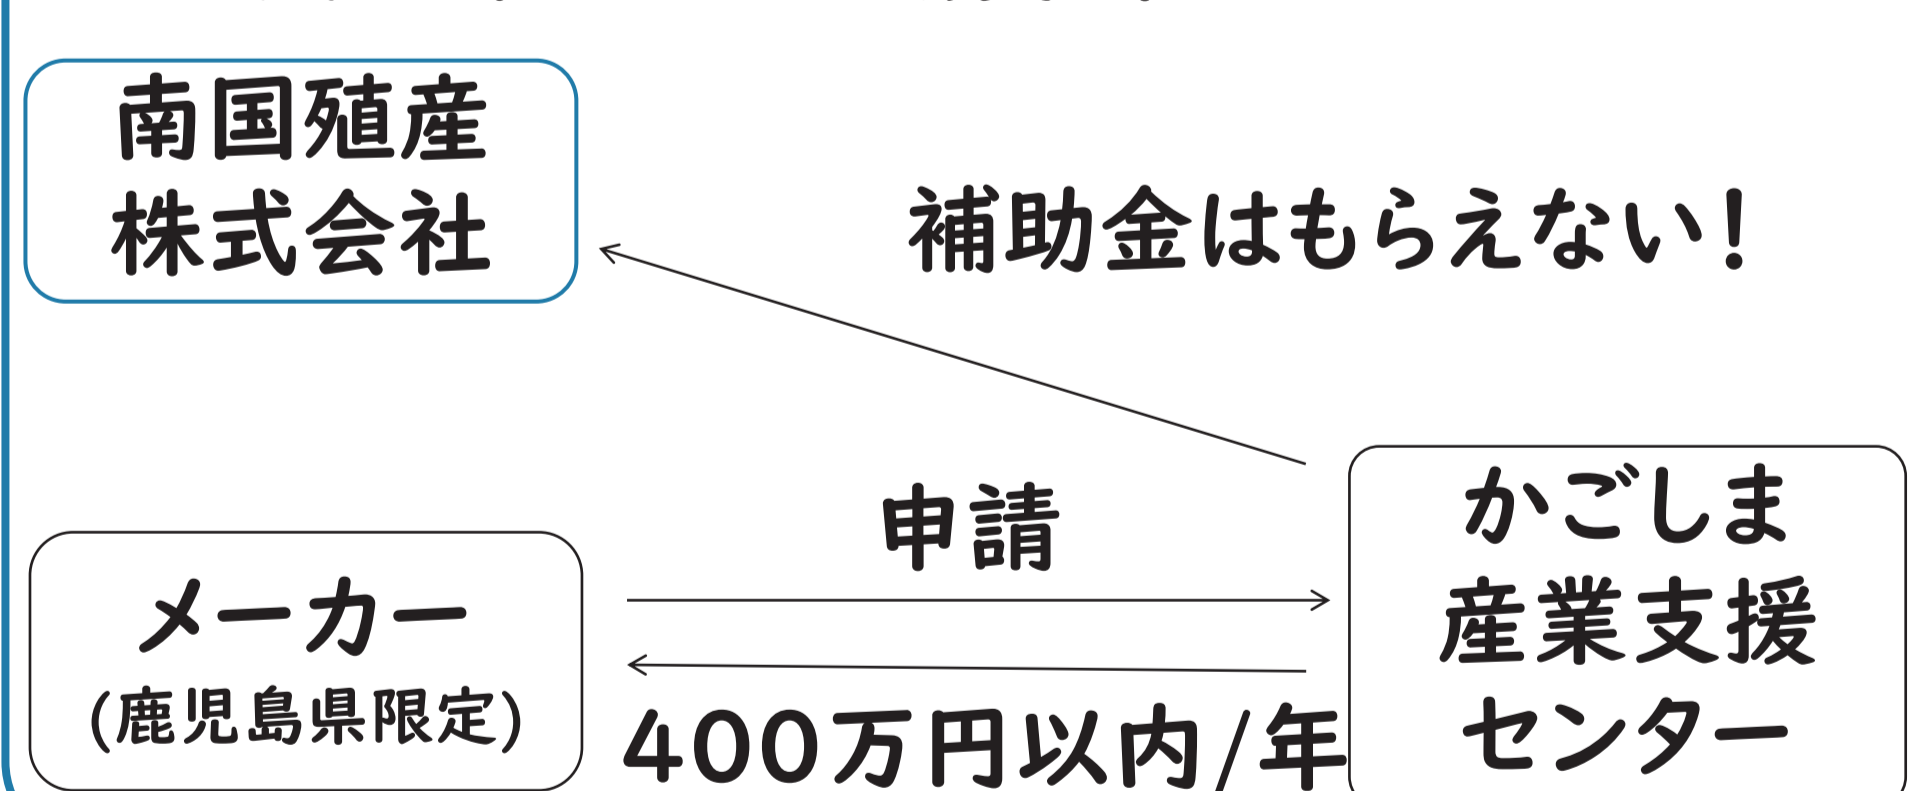 南国殖産
株式会社
補助金はもらえない！
申請
かごしま
産業支援
センター
メーカー
(鹿児島県限定)
400万円以内/年